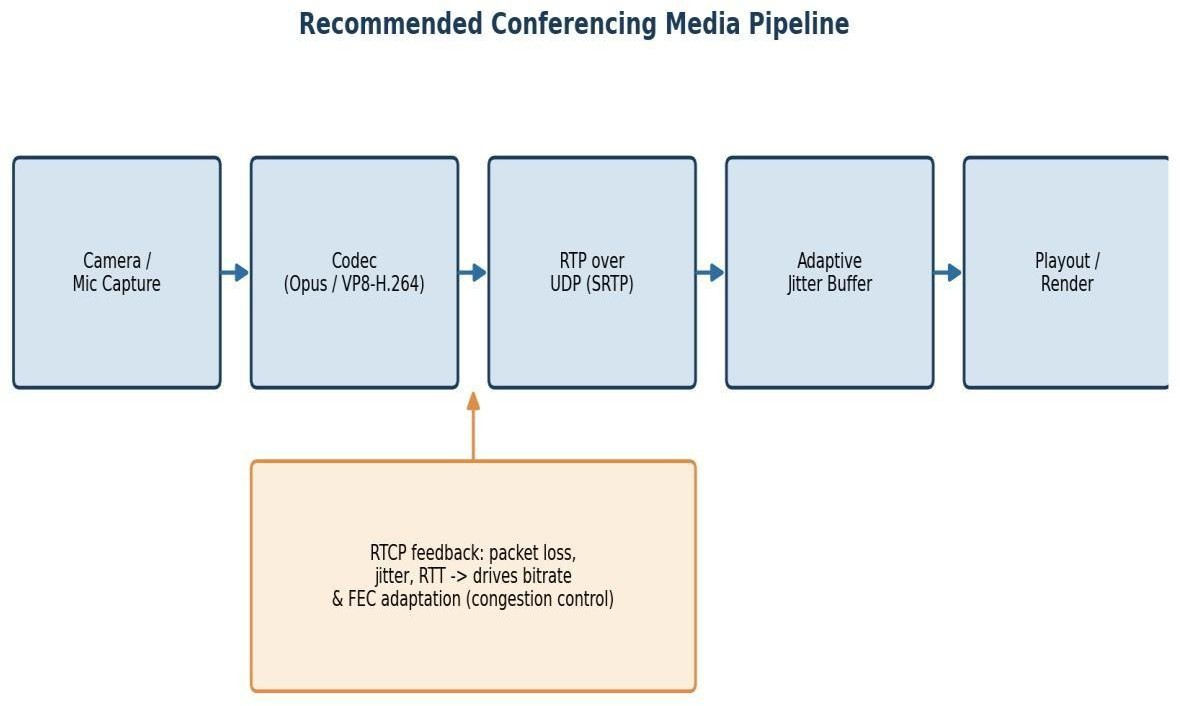 Recommended Conferencing Media Pipeline
Camera /
Mic Capture
Codec
(Opus / VP8-H.264)
RTP over
UDP (SRTP)
Adaptive
Jitter Buffer
Playout /
Render
RTCP feedback: packet loss,
jitter, RTT -> drives bitrate
& FEC adaptation (congestion control)